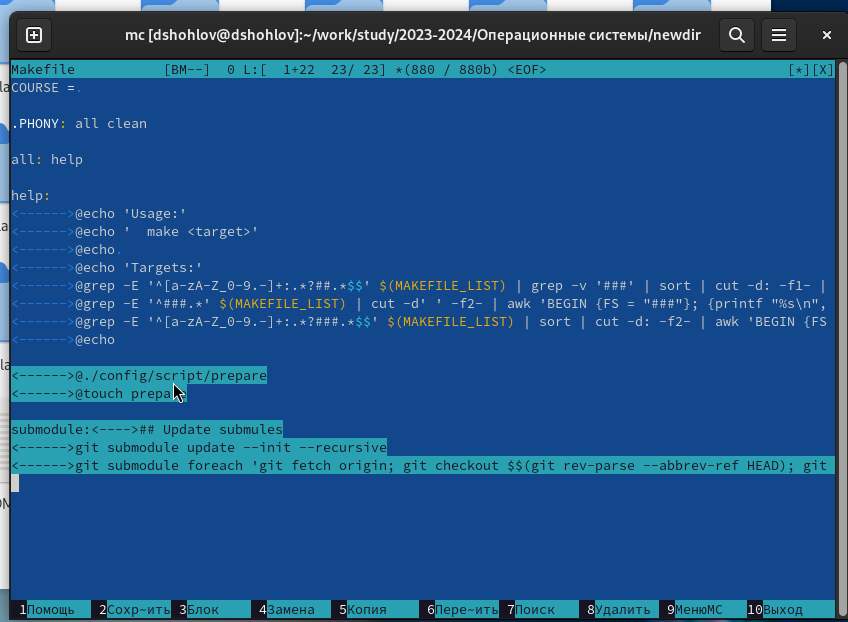 mc [dshohlov@dshohlov]:~/work/study/2023-2024/Операционные системы/newdir
Makefile [BM--] 0 L:[ 1+22 23/ 23] *(880 / 880b) <EOF> [*][X]
COURSE =.
.PHONY: all clean
all: help
help:
<------>@echo 'Usage:'
<------>@echo '  make <target>'
<------>@echo.
<------>@echo 'Targets:'
<------>@grep -E '^[a-zA-Z_0-9.-]+:.*?##.*$$' $(MAKEFILE_LIST) | grep -v '###' | sort | cut -d: -f1- |
<------>@grep -E '^###.*' $(MAKEFILE_LIST) | cut -d' ' -f2- | awk 'BEGIN {FS = "###"}; {printf "%s\n",
<------>@grep -E '^[a-zA-Z_0-9.-]+:.*?###.*$$' $(MAKEFILE_LIST) | sort | cut -d: -f2- | awk 'BEGIN {FS
<------>@echo
<------>@./config/script/prepare
<------>@touch prepa
submodule:<---->## Update submules
<------>git submodule update --init --recursive
<------>git submodule foreach 'git fetch origin; git checkout $$(git rev-parse --abbrev-ref HEAD); git
1Помощь 2Сохр~ить 3Блок 4Замена 5Копия 6Пере~ить 7Поиск 8Удалить 9МенюМС 10Выход